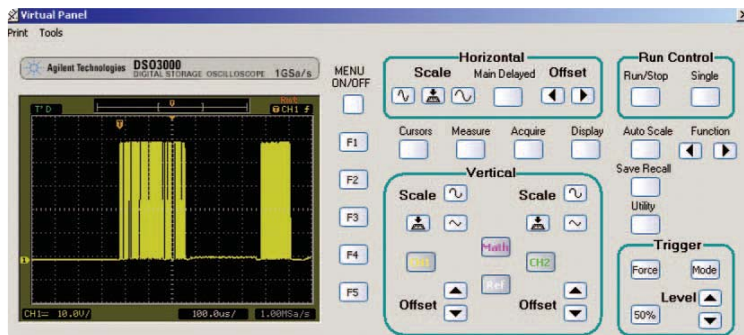 Virtual Panel
Print Tools
Agilent Technologies DSO3000 DIGITAL STORAGE OSCILLOSCOPE 1GSa/s
MENU ON/OFF
Horizontal
Scale Main Delayed Offset
Run Control
Run/Stop Single
T'D CH1
Cursors Measure Acquire Display
Auto Scale Function
Save Recall
Utility
F1
F2
F3
F4
F5
Vertical
Scale Scale
Math
CH1 CH2
Ref
Offset Offset
Trigger
Force Mode
Level
50%
1
CH1= 10.0V/ 100.0us/ 1.00MSa/s